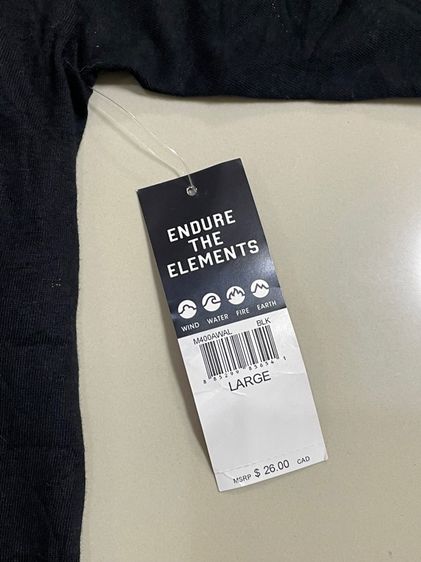 ENDURE
THE
ELEMENTS
WIND WATER FIRE EARTH
M400AWAL BLK
LARGE
MSRP $ 26.00 CAD